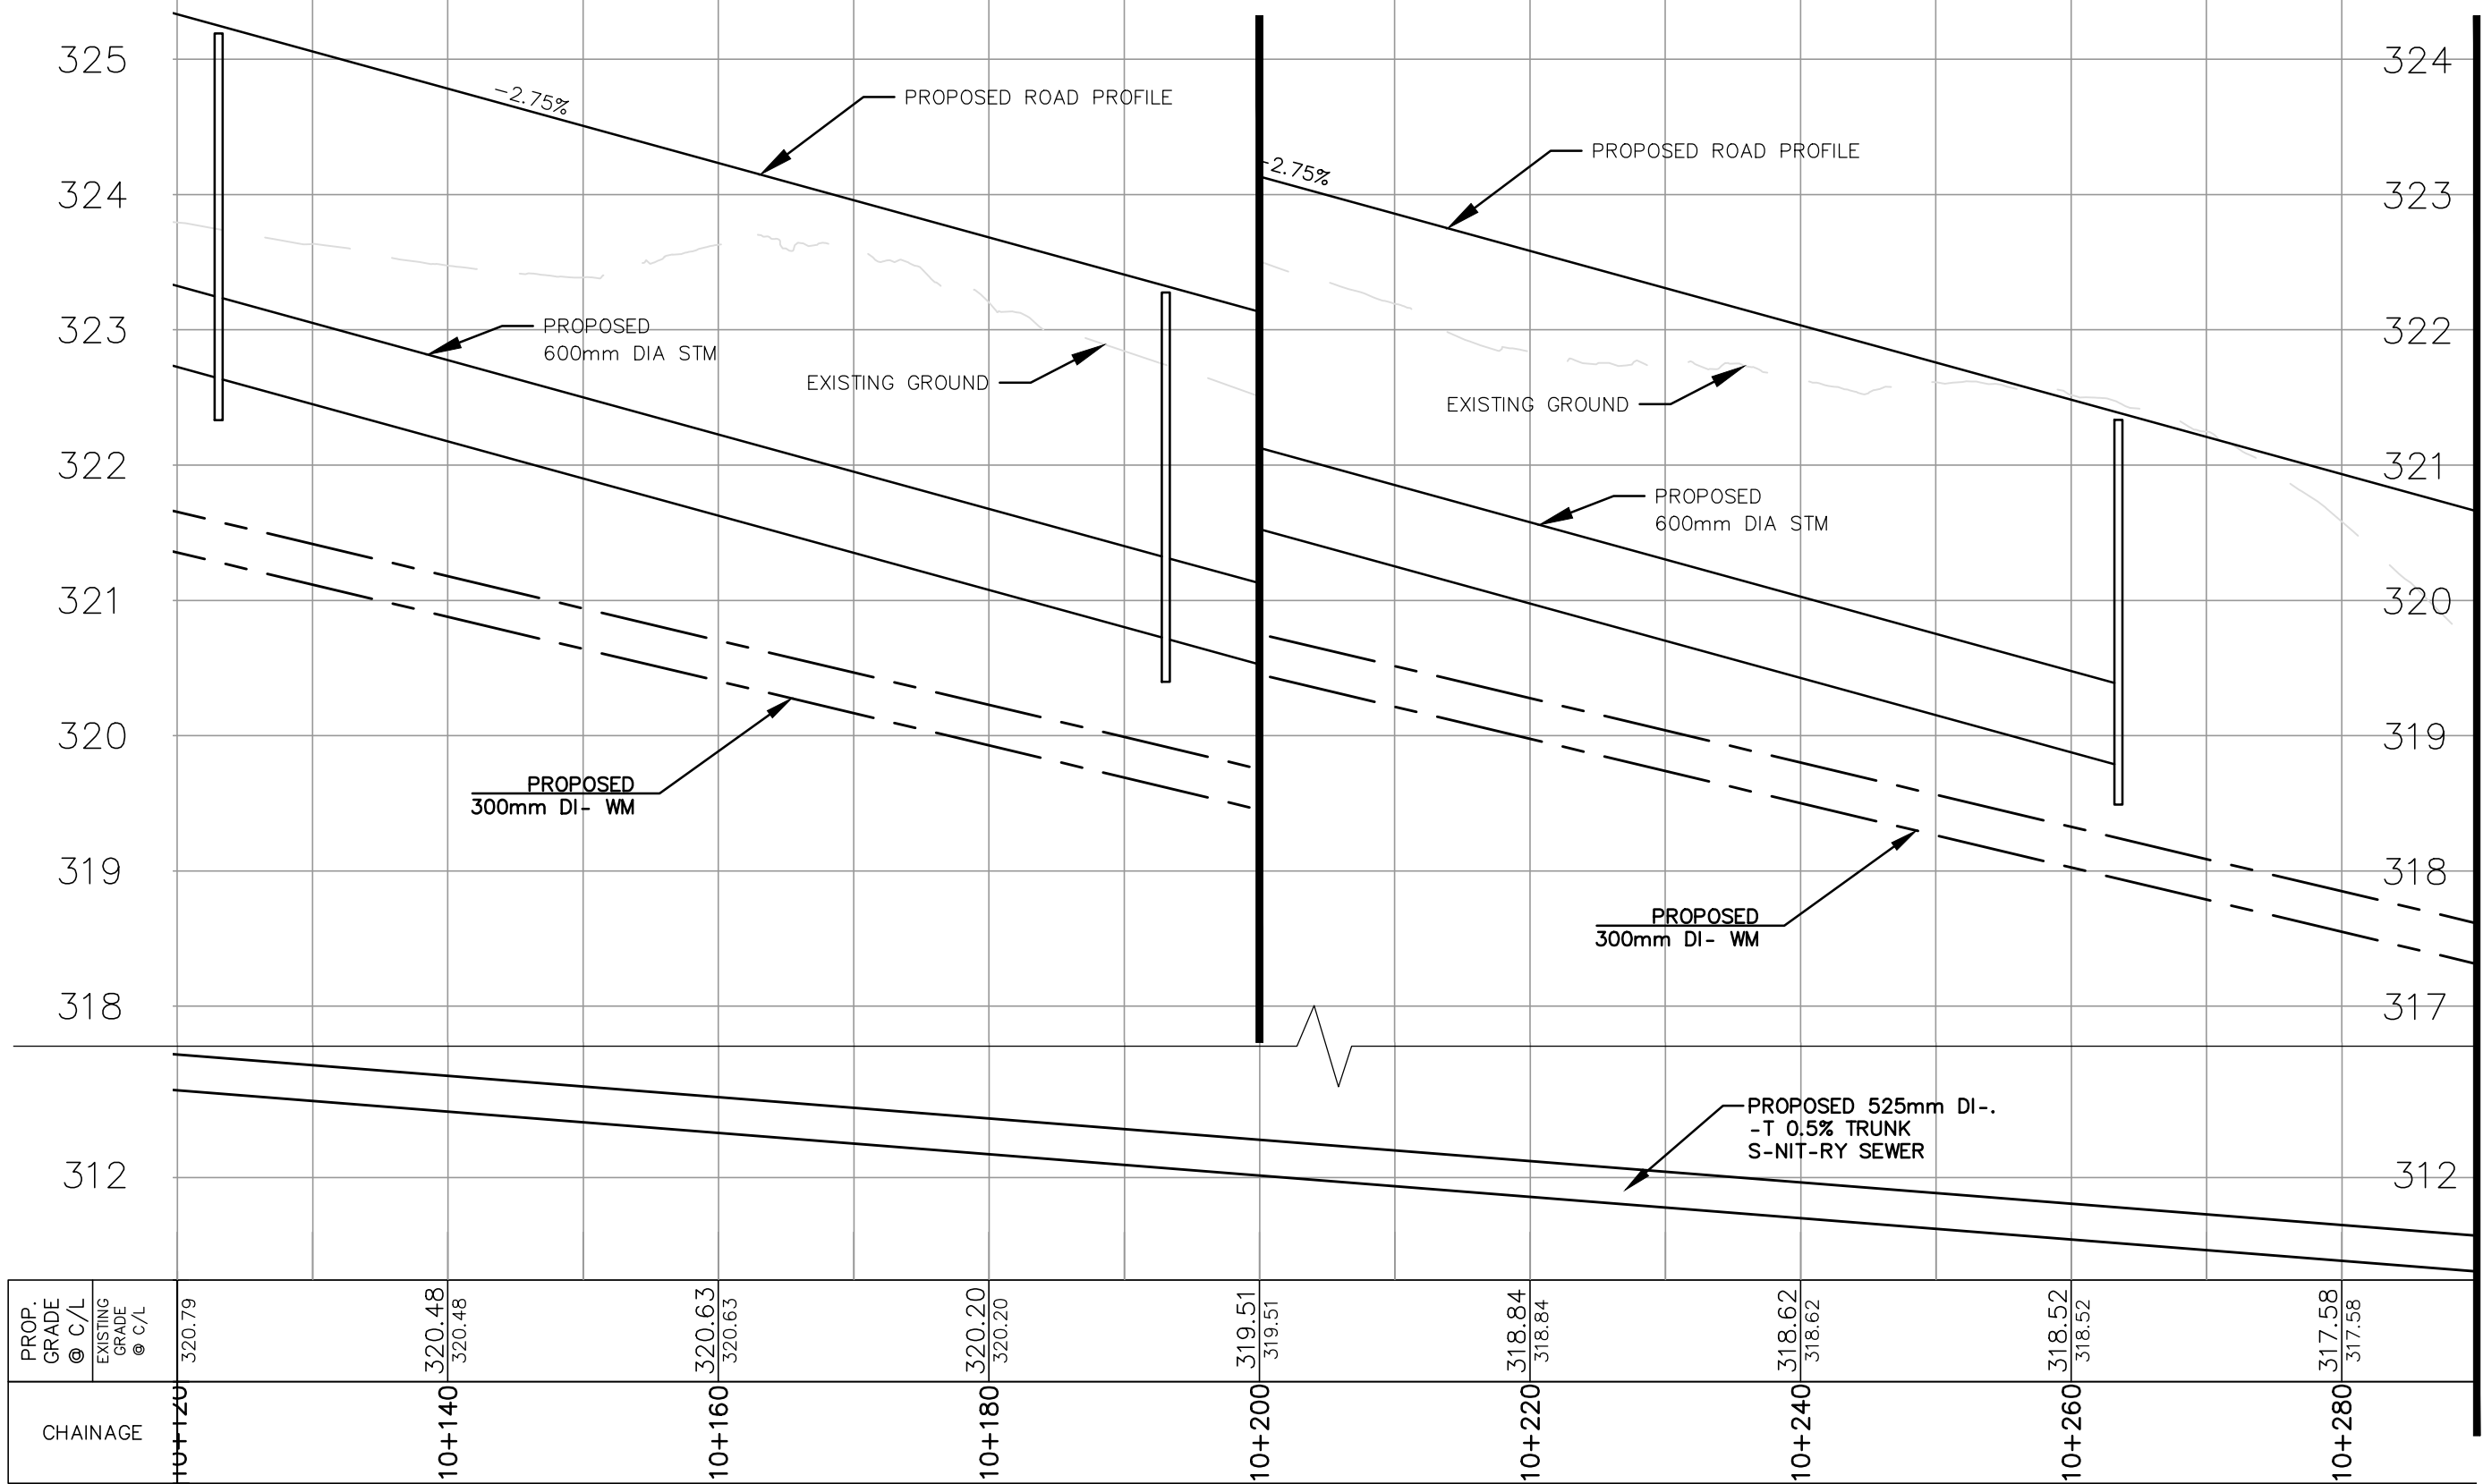 325
324
-2.75%
PROPOSED ROAD PROFILE
-2.75%
PROPOSED ROAD PROFILE
324
323
323
PROPOSED
600mm DIA STM
EXISTING GROUND
EXISTING GROUND
322
322
PROPOSED
600mm DIA STM
321
321
320
320
PROPOSED
300mm DI- WM
319
319
PROPOSED
300mm DI- WM
318
318
317
PROPOSED 525mm DI-.
-T 0.5% TRUNK
S-NIT-RY SEWER
312
312
PROP.
GRADE
@ C/L
EXISTING
GRADE
@ C/L
320.79
320.48
320.48
320.63
320.63
320.20
320.20
319.51
319.51
318.84
318.84
318.62
318.62
318.52
318.52
317.58
317.58
CHAINAGE
10+120
10+140
10+160
10+180
10+200
10+220
10+240
10+260
10+280